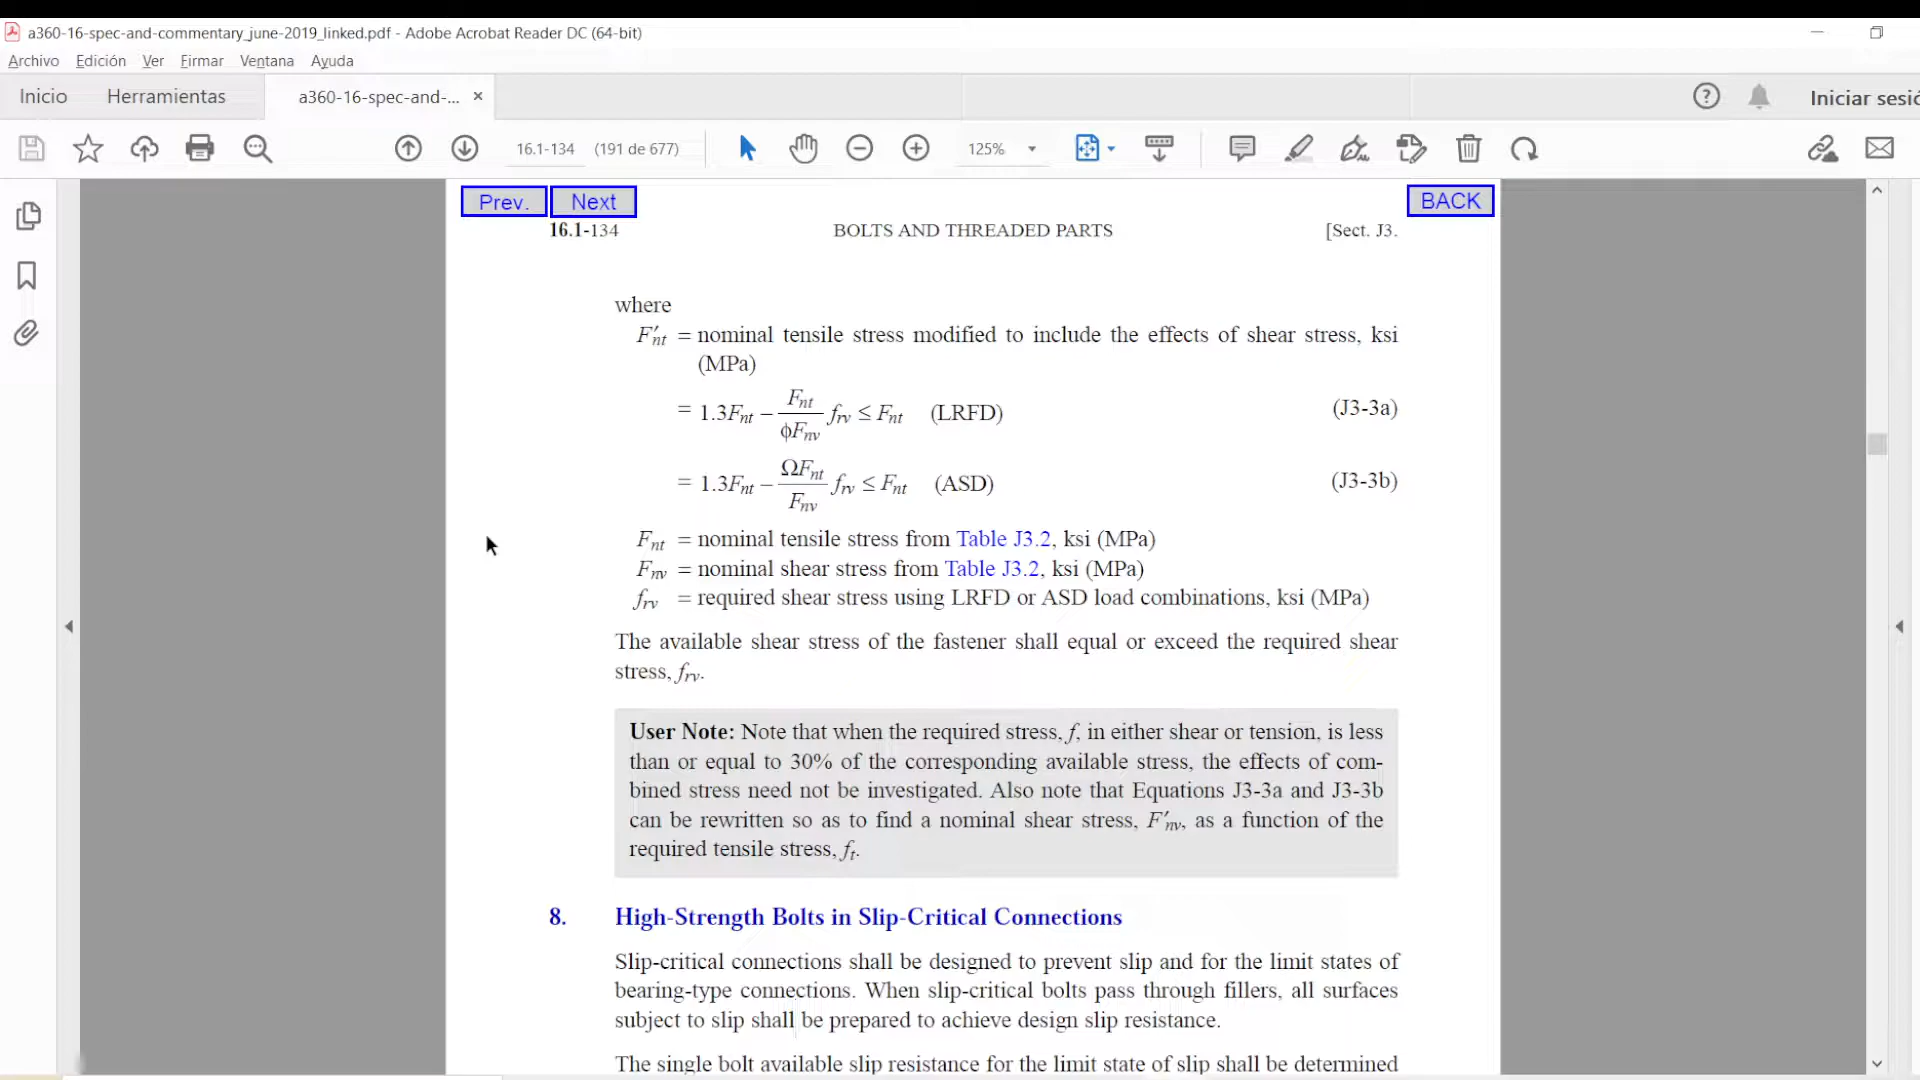 a360-16-spec-and-commentary_june-2019_linked.pdf - Adobe Acrobat Reader DC (64-bit)
Archivo Edición Ver Firmar Ventana Ayuda
Inicio Herramientas a360-16-spec-and-... × Iniciar sesió
16.1-134 (191 de 677) 125%
Prev. Next BACK
16.1-134 BOLTS AND THREADED PARTS [Sect. J3.
where
F′nt = nominal tensile stress modified to include the effects of shear stress, ksi
(MPa)
= 1.3Fnt − Fnt/ϕFnv frv ≤ Fnt (LRFD) (J3-3a)
= 1.3Fnt − ΩFnt/Fnv frv ≤ Fnt (ASD) (J3-3b)
Fnt = nominal tensile stress from Table J3.2, ksi (MPa)
Fnv = nominal shear stress from Table J3.2, ksi (MPa)
frv = required shear stress using LRFD or ASD load combinations, ksi (MPa)
The available shear stress of the fastener shall equal or exceed the required shear
stress, frv.
User Note: Note that when the required stress, f, in either shear or tension, is less
than or equal to 30% of the corresponding available stress, the effects of com-
bined stress need not be investigated. Also note that Equations J3-3a and J3-3b
can be rewritten so as to find a nominal shear stress, F′nv, as a function of the
required tensile stress, ft.
8. High-Strength Bolts in Slip-Critical Connections
Slip-critical connections shall be designed to prevent slip and for the limit states of
bearing-type connections. When slip-critical bolts pass through fillers, all surfaces
subject to slip shall be prepared to achieve design slip resistance.
The single bolt available slip resistance for the limit state of slip shall be determined